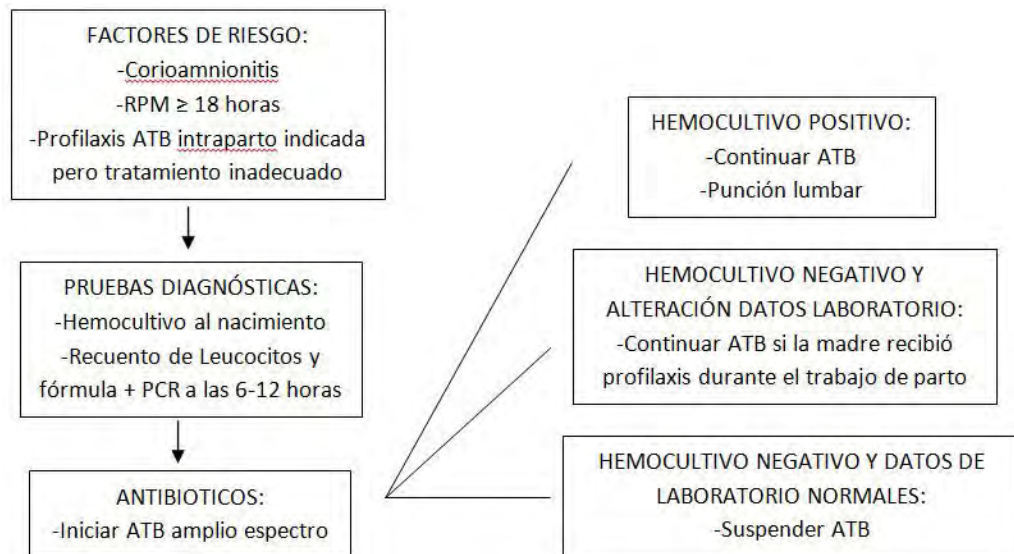 FACTORES DE RIESGO:
-Corioamnionitis
-RPM ≥ 18 horas
-Profilaxis ATB intraparto indicada
pero tratamiento inadecuado
PRUEBAS DIAGNÓSTICAS:
-Hemocultivo al nacimiento
-Recuento de Leucocitos y
fórmula + PCR a las 6-12 horas
ANTIBIOTICOS:
-Iniciar ATB amplio espectro
HEMOCULTIVO POSITIVO:
-Continuar ATB
-Punción lumbar
HEMOCULTIVO NEGATIVO Y
ALTERACIÓN DATOS LABORATORIO:
-Continuar ATB si la madre recibió
profilaxis durante el trabajo de parto
HEMOCULTIVO NEGATIVO Y DATOS DE
LABORATORIO NORMALES:
-Suspender ATB